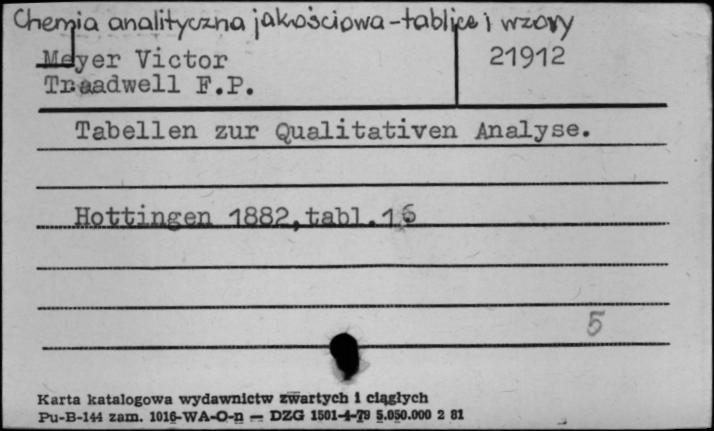 Chemia analityczna jakościowa - tablice i wzory
Meyer Victor 21912
Treadwell F.P.
Tabellen zur Qualitativen Analyse.
Hottingen 1882, tabl. 16
5
Karta katalogowa wydawnictw zwartych i ciągłych
Pu-B-144 zam. 1016-WA-O-n — DZG 1501-4-79 5.050.000 2 81